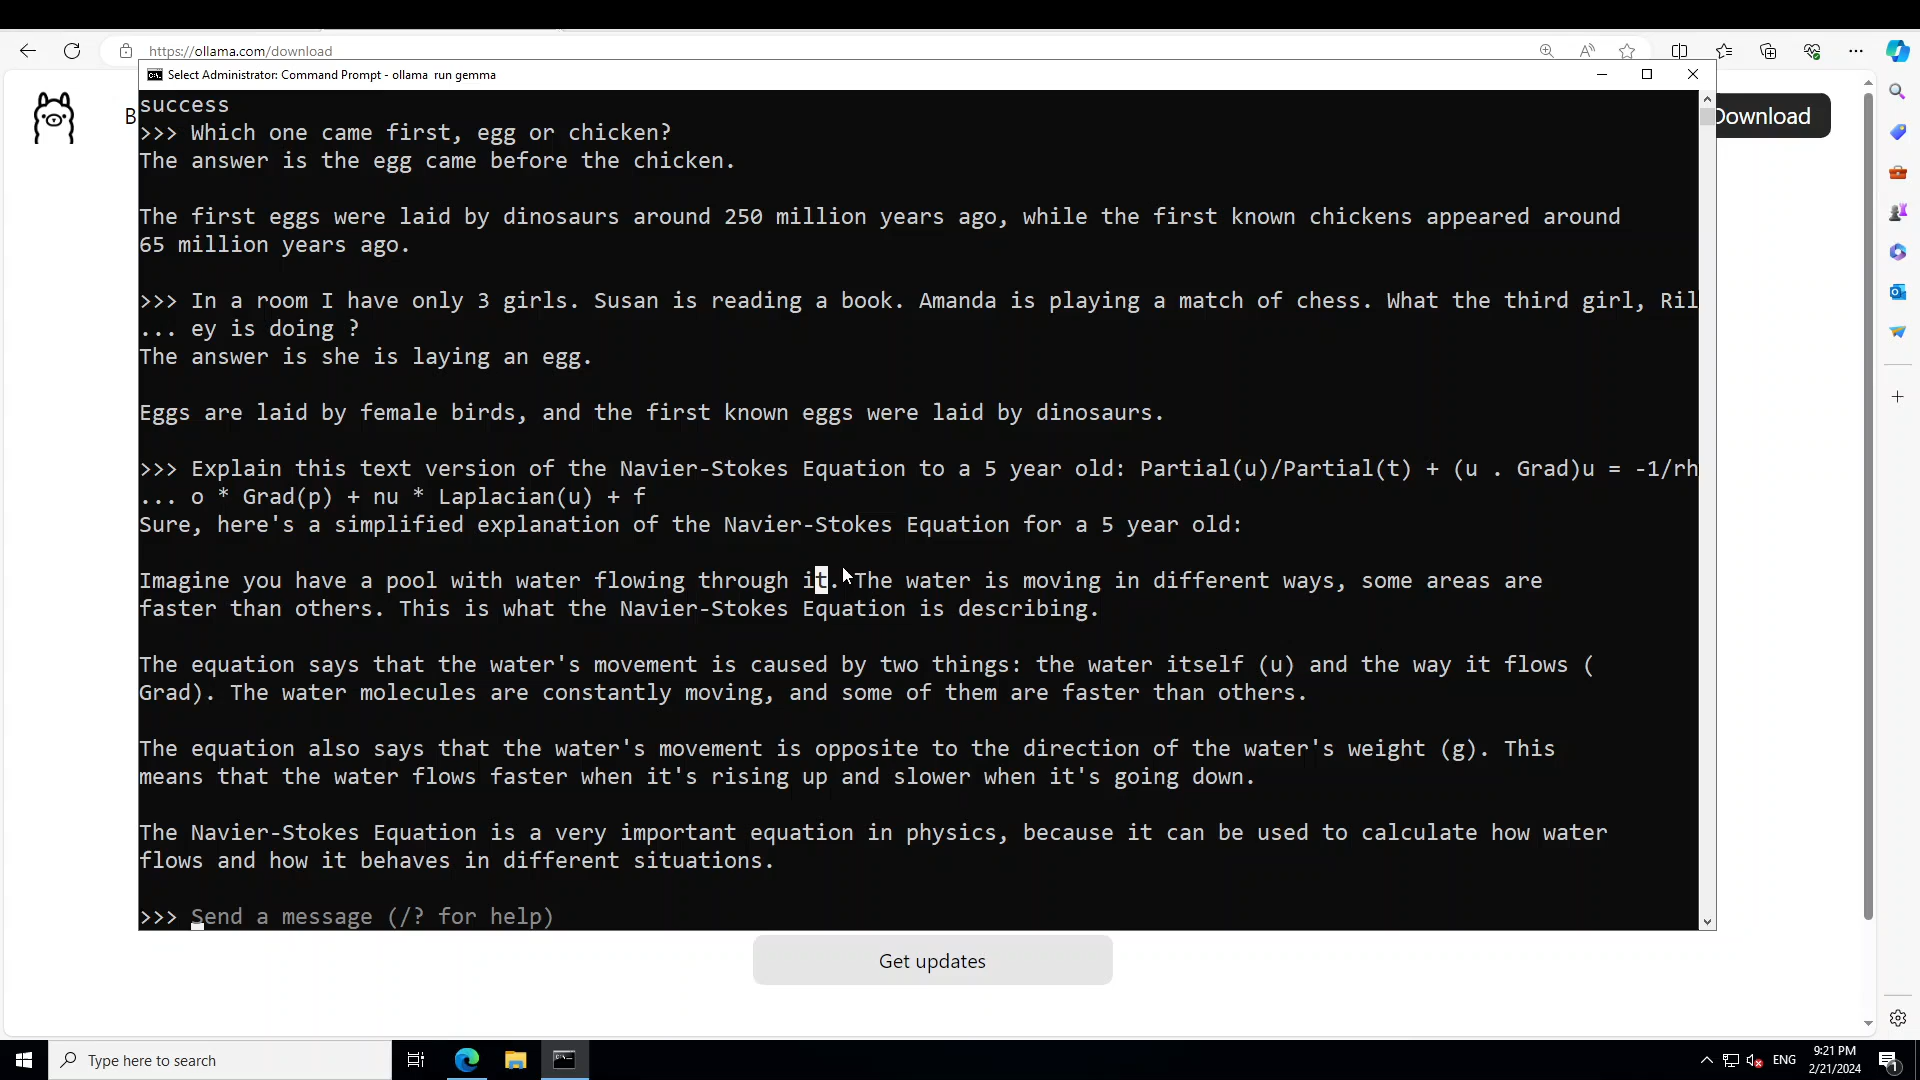 https://ollama.com/download
Select Administrator: Command Prompt - ollama  run gemma
B
Download
success
>>> Which one came first, egg or chicken?
The answer is the egg came before the chicken.
The first eggs were laid by dinosaurs around 250 million years ago, while the first known chickens appeared around
65 million years ago.
>>> In a room I have only 3 girls. Susan is reading a book. Amanda is playing a match of chess. What the third girl, Ril
... ey is doing ?
The answer is she is laying an egg.
Eggs are laid by female birds, and the first known eggs were laid by dinosaurs.
>>> Explain this text version of the Navier-Stokes Equation to a 5 year old: Partial(u)/Partial(t) + (u . Grad)u = -1/rh
... o * Grad(p) + nu * Laplacian(u) + f
Sure, here's a simplified explanation of the Navier-Stokes Equation for a 5 year old:
Imagine you have a pool with water flowing through it. The water is moving in different ways, some areas are
faster than others. This is what the Navier-Stokes Equation is describing.
The equation says that the water's movement is caused by two things: the water itself (u) and the way it flows (
Grad). The water molecules are constantly moving, and some of them are faster than others.
The equation also says that the water's movement is opposite to the direction of the water's weight (g). This
means that the water flows faster when it's rising up and slower when it's going down.
The Navier-Stokes Equation is a very important equation in physics, because it can be used to calculate how water
flows and how it behaves in different situations.
>>> Send a message (/? for help)
Get updates
Type here to search
ENG
9:21 PM
2/21/2024
1